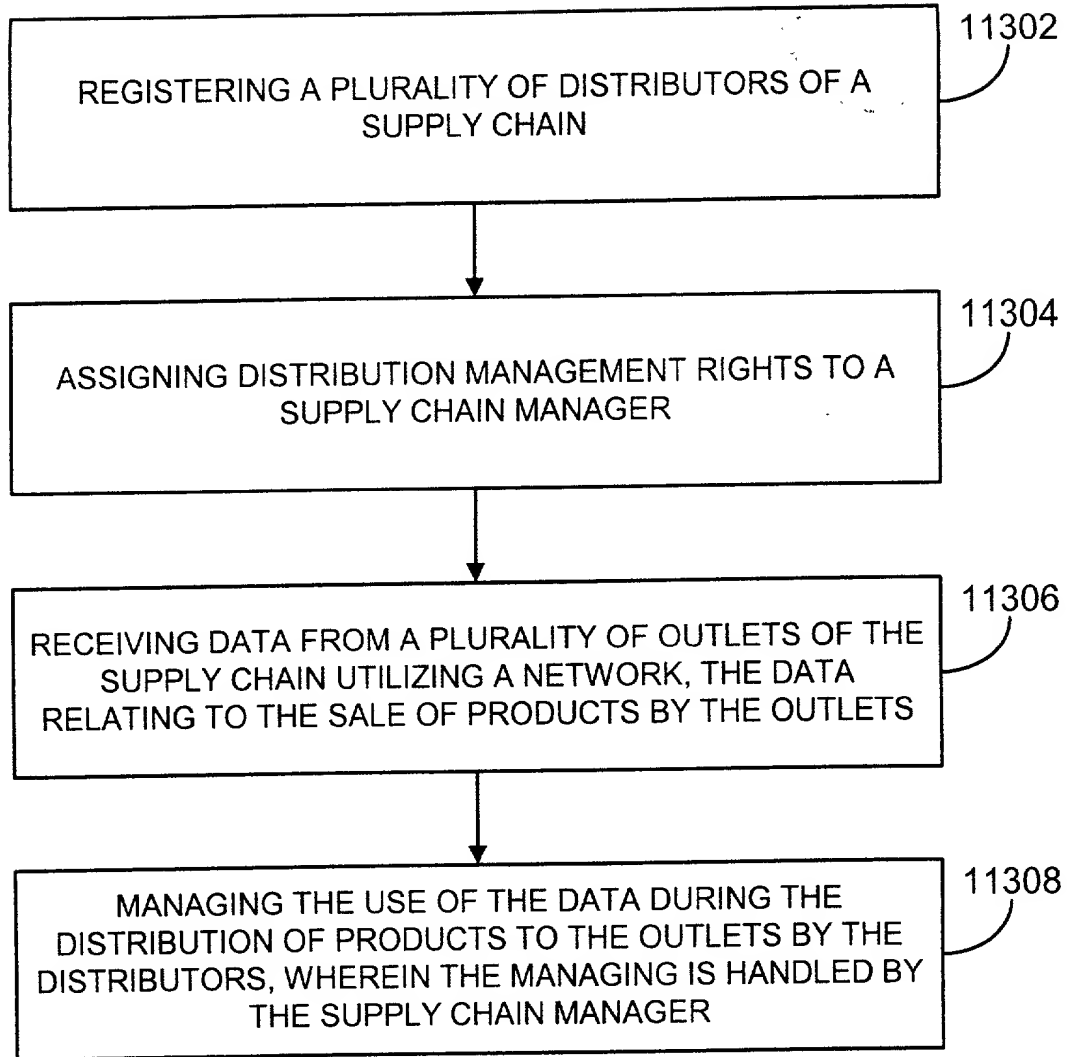 11302
REGISTERING A PLURALITY OF DISTRIBUTORS OF A
SUPPLY CHAIN
11304
ASSIGNING DISTRIBUTION MANAGEMENT RIGHTS TO A
SUPPLY CHAIN MANAGER
11306
RECEIVING DATA FROM A PLURALITY OF OUTLETS OF THE
SUPPLY CHAIN UTILIZING A NETWORK, THE DATA
RELATING TO THE SALE OF PRODUCTS BY THE OUTLETS
11308
MANAGING THE USE OF THE DATA DURING THE
DISTRIBUTION OF PRODUCTS TO THE OUTLETS BY THE
DISTRIBUTORS, WHEREIN THE MANAGING IS HANDLED BY
THE SUPPLY CHAIN MANAGER